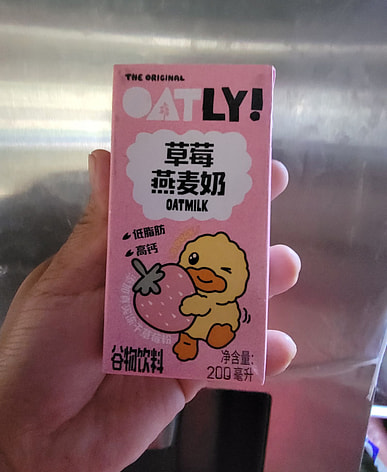 THE ORIGINAL
OATLY!
草莓
燕麦奶
OATMILK
低脂肪
高钙
谷物饮料
净含量:
200毫升